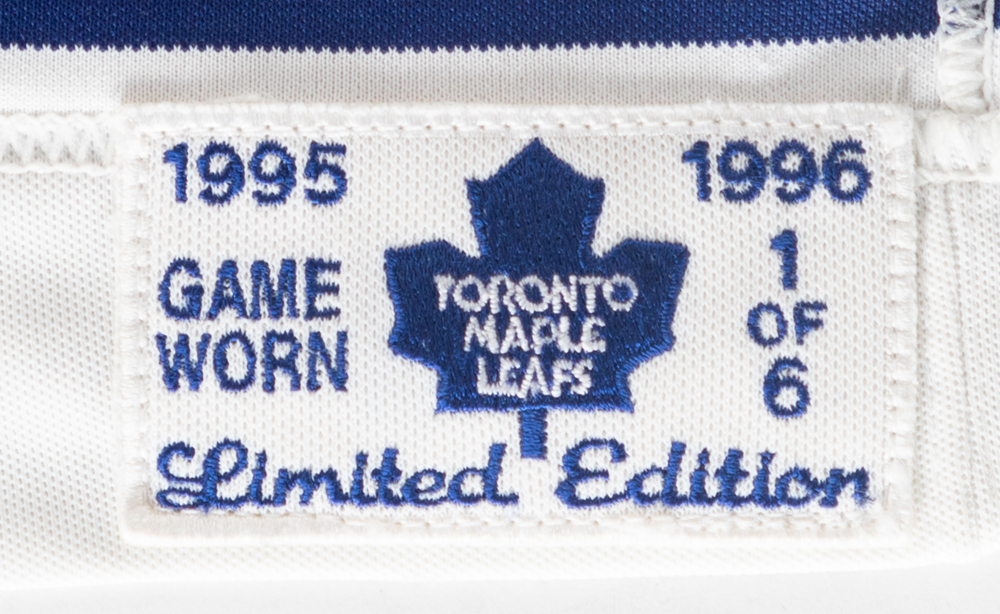 1995
1996
GAME
WORN
TORONTO
MAPLE
LEAFS
1
OF
6
Limited Edition